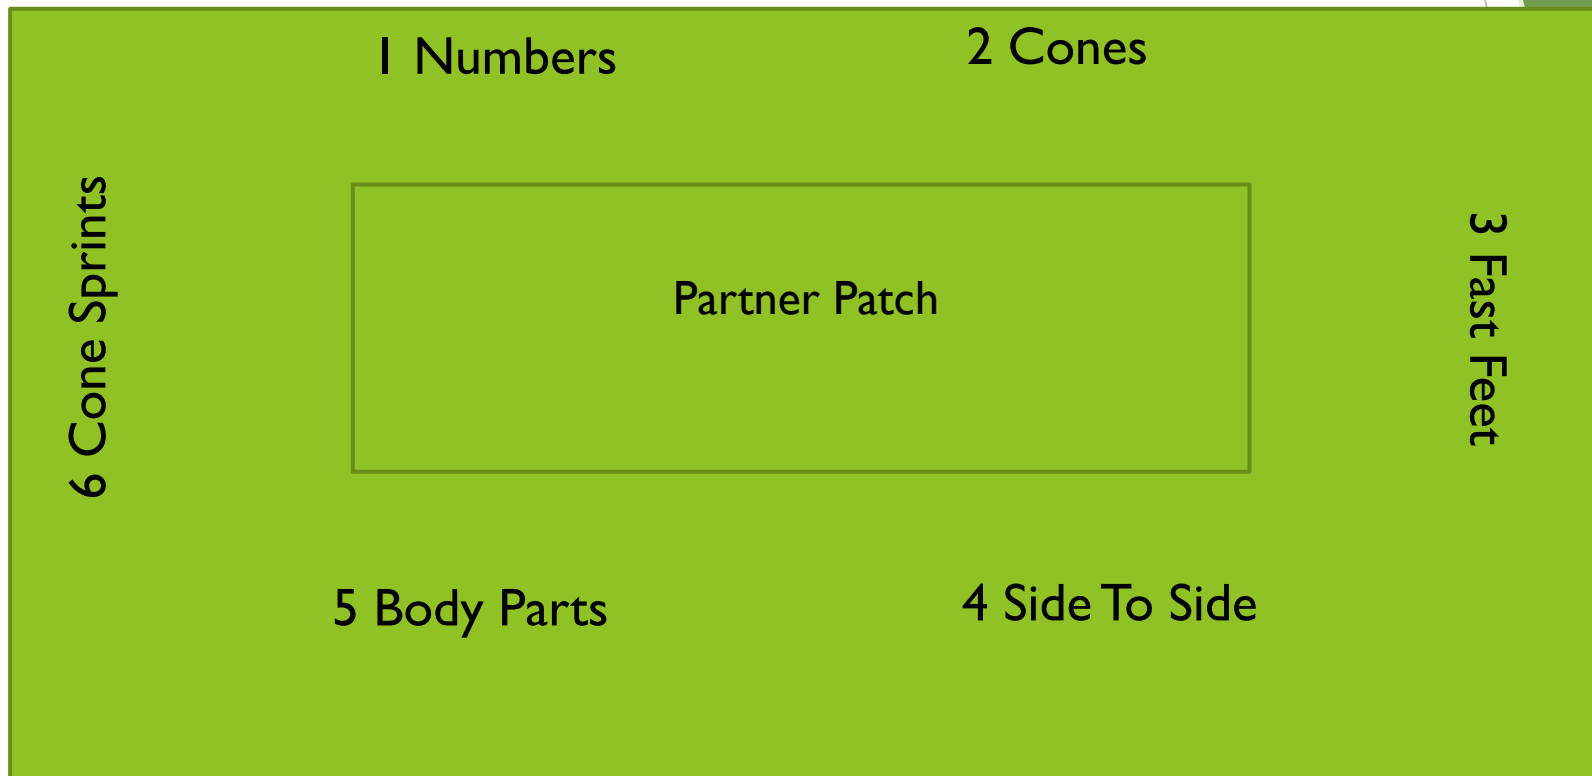 1 Numbers
2 Cones
3 Fast Feet
4 Side To Side
5 Body Parts
6 Cone Sprints
Partner Patch